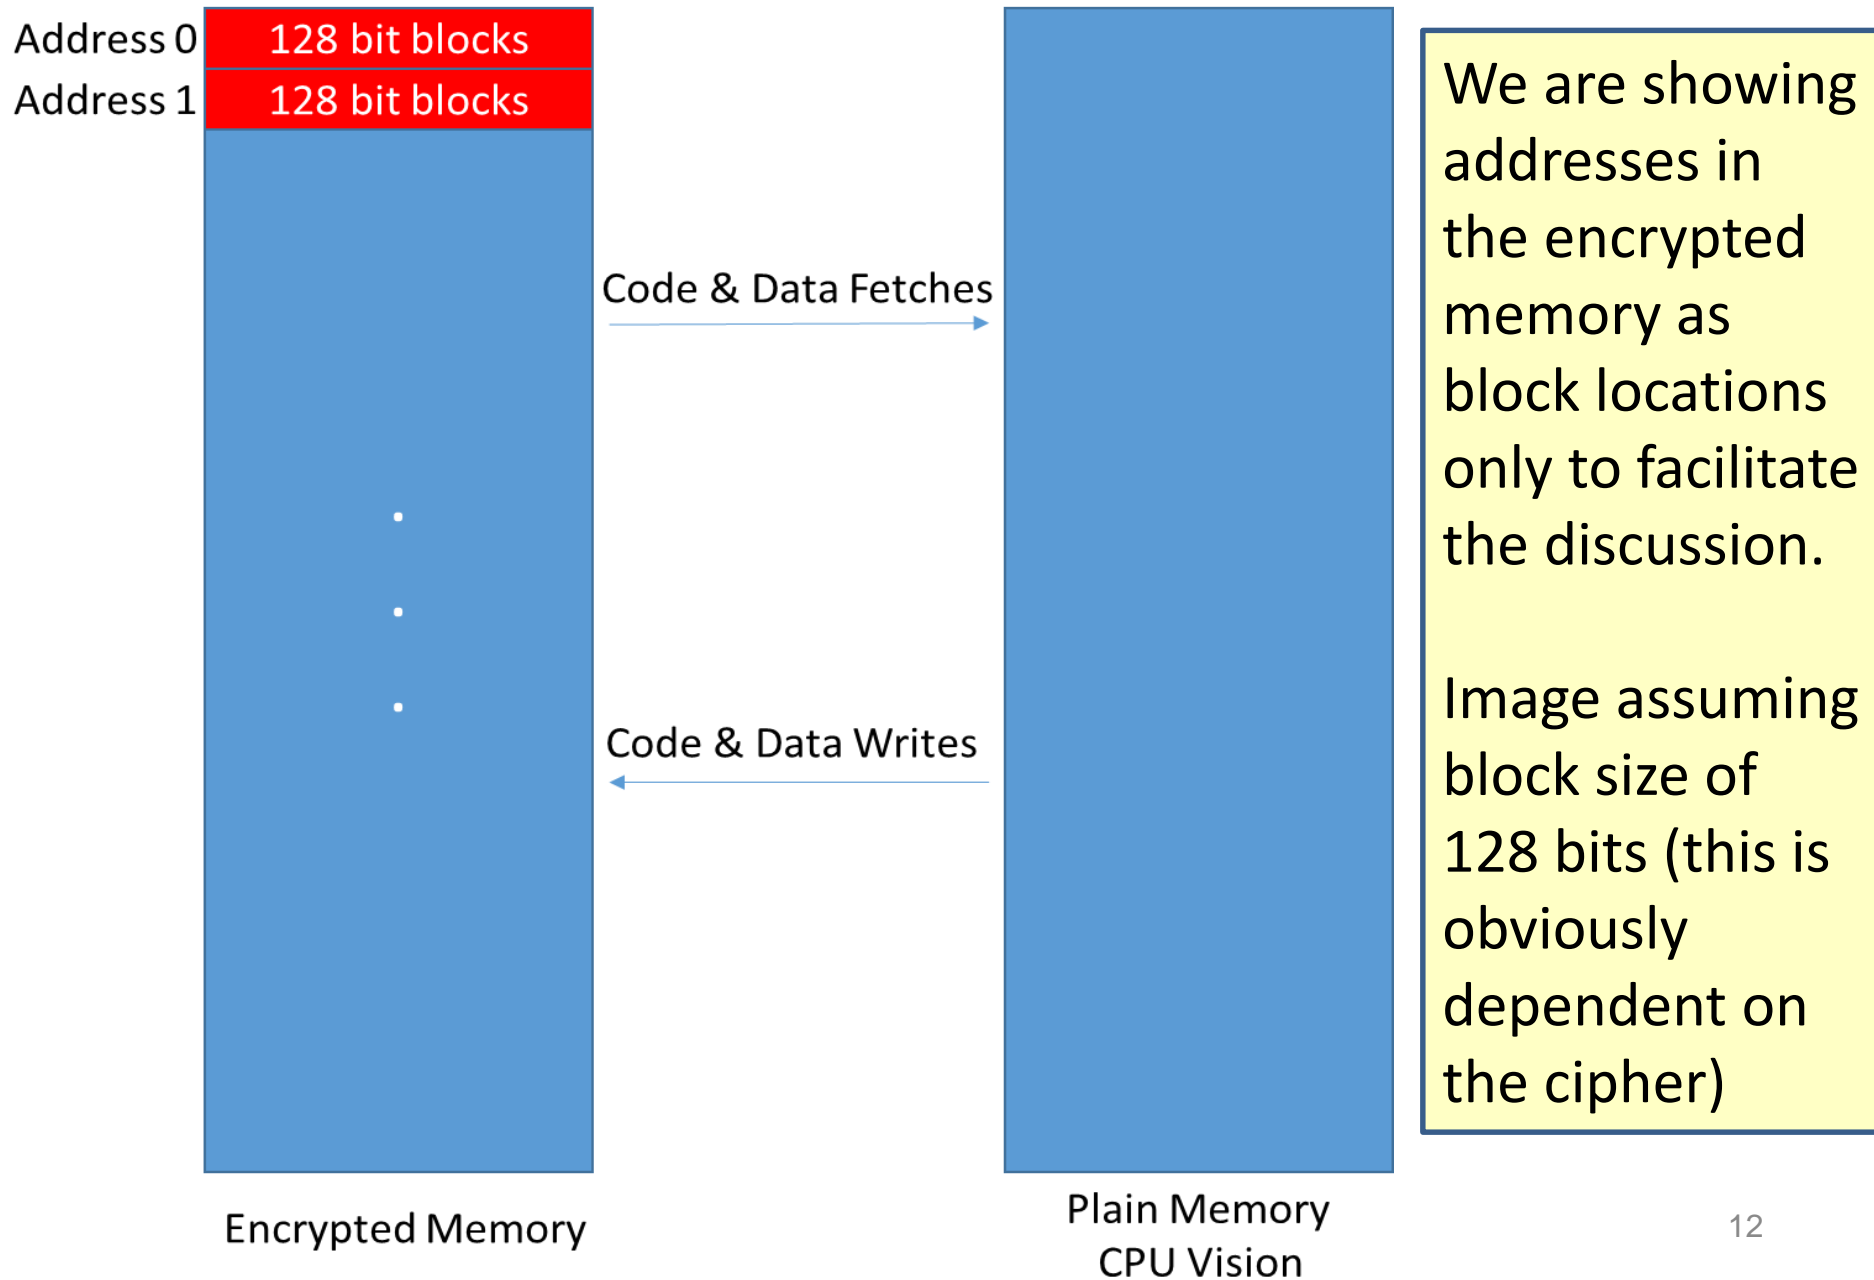 Address 0
128 bit blocks
Address 1
128 bit blocks
Code & Data Fetches
Code & Data Writes
Encrypted Memory
Plain Memory
CPU Vision
We are showing
addresses in
the encrypted
memory as
block locations
only to facilitate
the discussion.
Image assuming
block size of
128 bits (this is
obviously
dependent on
the cipher)
12